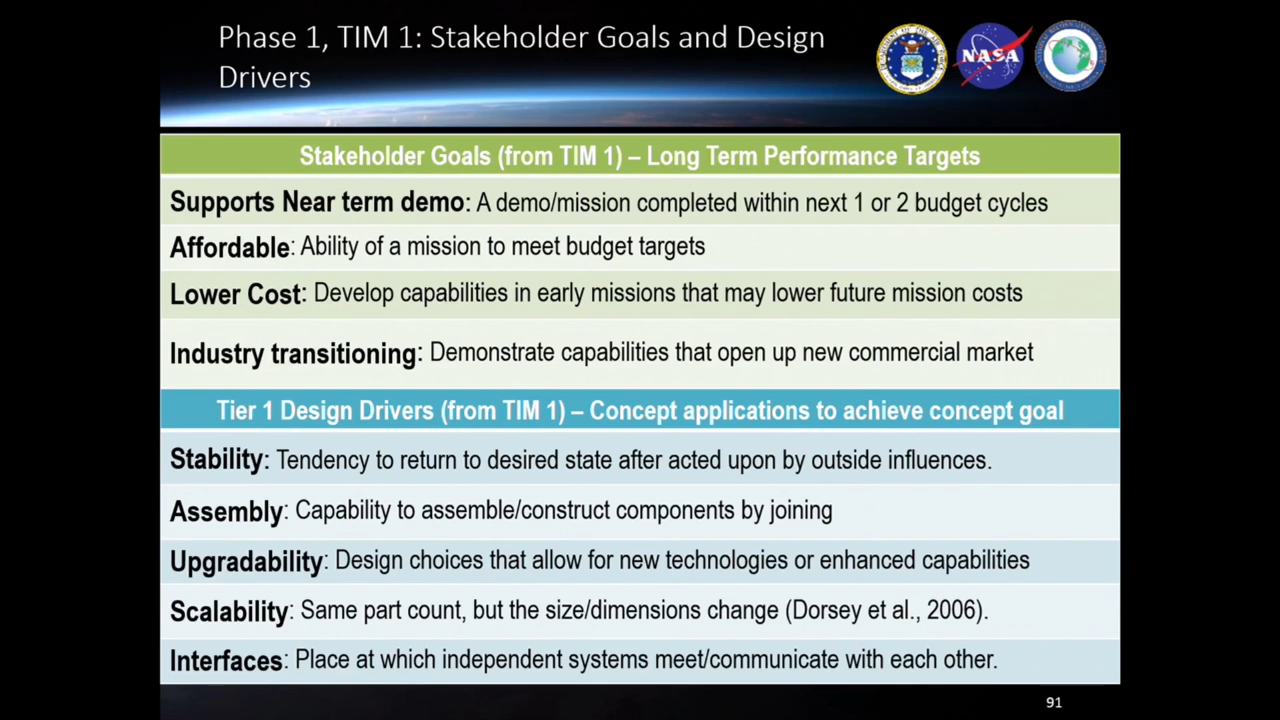 Phase 1, TIM 1: Stakeholder Goals and Design
Drivers
NASA
Stakeholder Goals (from TIM 1) – Long Term Performance Targets
Supports Near term demo: A demo/mission completed within next 1 or 2 budget cycles
Affordable: Ability of a mission to meet budget targets
Lower Cost: Develop capabilities in early missions that may lower future mission costs
Industry transitioning: Demonstrate capabilities that open up new commercial market
Tier 1 Design Drivers (from TIM 1) – Concept applications to achieve concept goal
Stability: Tendency to return to desired state after acted upon by outside influences.
Assembly: Capability to assemble/construct components by joining
Upgradability: Design choices that allow for new technologies or enhanced capabilities
Scalability: Same part count, but the size/dimensions change (Dorsey et al., 2006).
Interfaces: Place at which independent systems meet/communicate with each other.
91